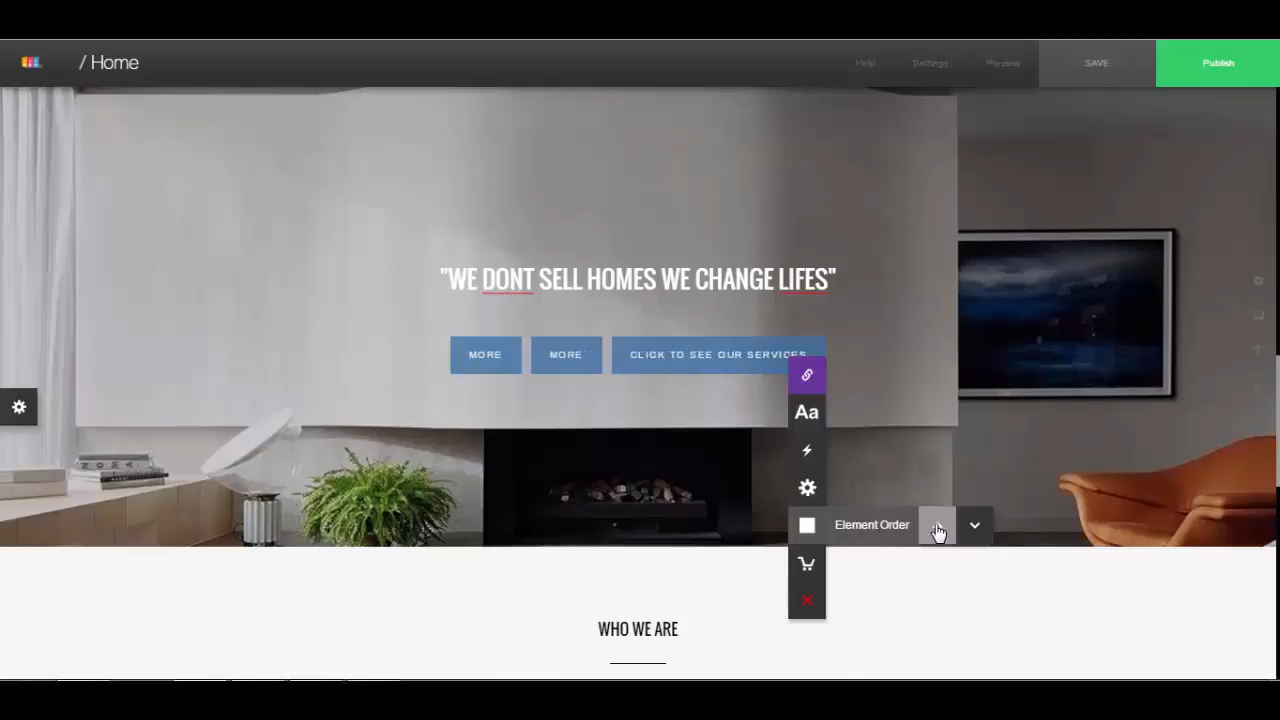 / Home
Help
Settings
Preview
SAVE
Publish
"WE DONT SELL HOMES WE CHANGE LIFES"
MORE
MORE
CLICK TO SEE OUR SERVICES
Aa
Element Order
WHO WE ARE